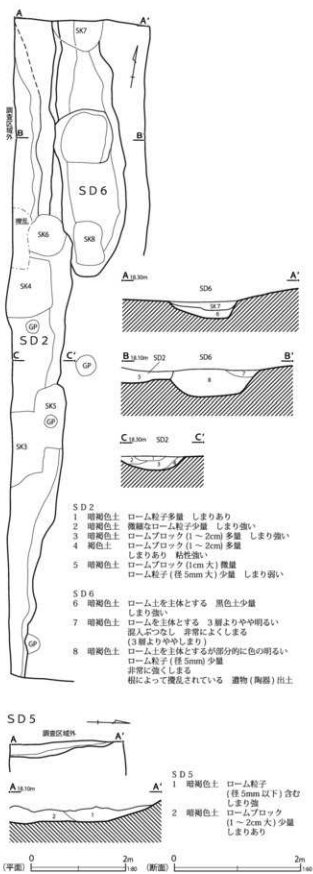 A
A'
SK7
調査区域外
B
B'
SD6
攪乱
SK6
SK8
SK4
GP
SD2
C
C'
GP
SK5
GP
SK3
GP
A 18.30m
SD6
A'
SK7
6
B 18.10m
SD2
SD6
B'
5
8
7
C 18.30m
SD2
C'
1
2
3
4
SD2
1 暗褐色土 ローム粒子多量 しまりあり
2 暗褐色土 微細なローム粒子少量 しまり強い
3 暗褐色土 ロームブロック(1～2cm)多量 しまり強い
4 褐色土 ロームブロック(1～2cm)多量
しまりあり 粘性強い
5 暗褐色土 ロームブロック(1cm大)微量
ローム粒子(径5mm大)少量 しまり弱い
SD6
6 暗褐色土 ローム土を主体とする 黒色土少量
しまり強い
7 暗褐色土 ロームを主体とする 3層よりやや明るい
混入ぶつなし 非常によくしまる
(3層よりややしまり)
8 暗褐色土 ローム土を主体とするが部分的に色の明るい
ローム粒子(径5mm)少量
非常に強くしまる
根によって攪乱されている 遺物(陶器)出土
SD5
A
調査区域外
A'
A 18.10m
A'
2
1
SD5
1 暗褐色土 ローム粒子
(径5mm以下)含む
しまり強
2 暗褐色土 ロームブロック
(1～2cm大)少量
しまりあり
(平面) 0 2m 1:60
(断面) 0 2m 1:60